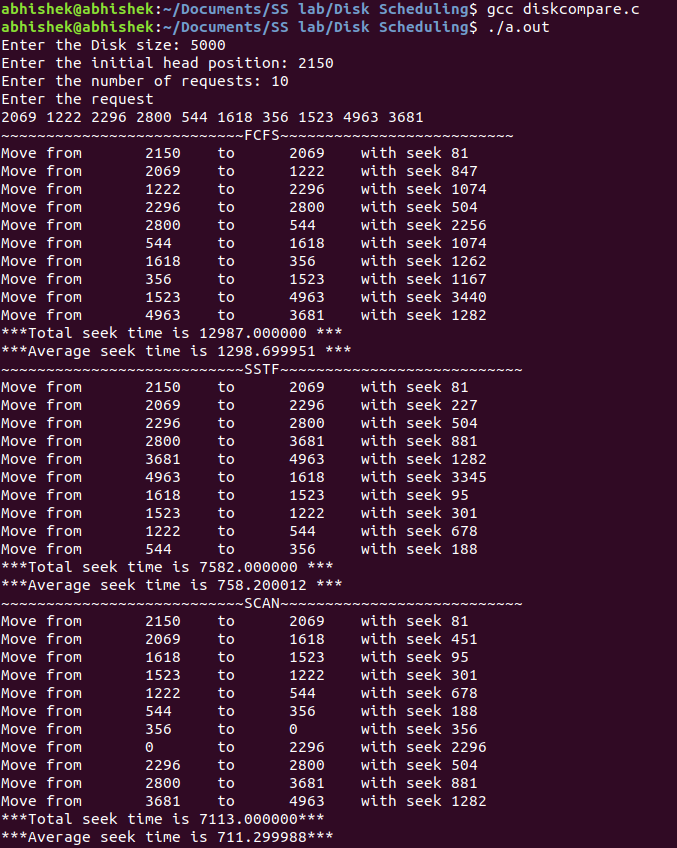 abhishek@abhishek:~/Documents/SS lab/Disk Scheduling$ gcc diskcompare.c
abhishek@abhishek:~/Documents/SS lab/Disk Scheduling$ ./a.out
Enter the Disk size: 5000
Enter the initial head position: 2150
Enter the number of requests: 10
Enter the request
2069 1222 2296 2800 544 1618 356 1523 4963 3681
~~~~~~~~~~~~~~~~~~~~~~~~~~~FCFS~~~~~~~~~~~~~~~~~~~~~~~~~~
Move from 2150 to 2069 with seek 81
Move from 2069 to 1222 with seek 847
Move from 1222 to 2296 with seek 1074
Move from 2296 to 2800 with seek 504
Move from 2800 to 544 with seek 2256
Move from 544 to 1618 with seek 1074
Move from 1618 to 356 with seek 1262
Move from 356 to 1523 with seek 1167
Move from 1523 to 4963 with seek 3440
Move from 4963 to 3681 with seek 1282
***Total seek time is 12987.000000 ***
***Average seek time is 1298.699951 ***
~~~~~~~~~~~~~~~~~~~~~~~~~~~SSTF~~~~~~~~~~~~~~~~~~~~~~~~~~~
Move from 2150 to 2069 with seek 81
Move from 2069 to 2296 with seek 227
Move from 2296 to 2800 with seek 504
Move from 2800 to 3681 with seek 881
Move from 3681 to 4963 with seek 1282
Move from 4963 to 1618 with seek 3345
Move from 1618 to 1523 with seek 95
Move from 1523 to 1222 with seek 301
Move from 1222 to 544 with seek 678
Move from 544 to 356 with seek 188
***Total seek time is 7582.000000 ***
***Average seek time is 758.200012 ***
~~~~~~~~~~~~~~~~~~~~~~~~~~~SCAN~~~~~~~~~~~~~~~~~~~~~~~~~~~
Move from 2150 to 2069 with seek 81
Move from 2069 to 1618 with seek 451
Move from 1618 to 1523 with seek 95
Move from 1523 to 1222 with seek 301
Move from 1222 to 544 with seek 678
Move from 544 to 356 with seek 188
Move from 356 to 0 with seek 356
Move from 0 to 2296 with seek 2296
Move from 2296 to 2800 with seek 504
Move from 2800 to 3681 with seek 881
Move from 3681 to 4963 with seek 1282
***Total seek time is 7113.000000***
***Average seek time is 711.299988***